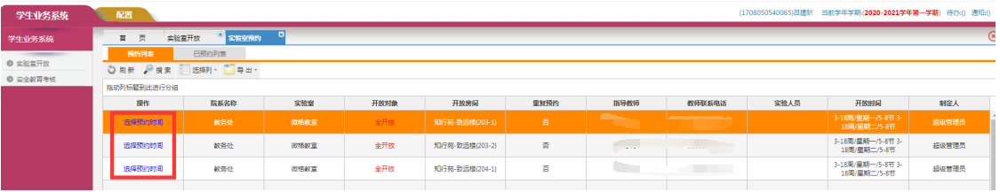 学生业务系统
配置
(1708050540065)吕建昕 当前学年学期:(2020-2021学年第一学期) 待办:() 通知:()
学生业务系统
首 页 实验室开放 实验室预约
预约列表 已预约列表
实验室开放
安全教育考核
刷新 搜索 选择列 导出
拖动列标题到此进行分组
操作 院系名称 实验室 开放对象 开放房间 重复预约 指导教师 教师联系电话 实验人员 开放时间 制定人
选择预约时间 教务处 微格教室 全开放 知行苑-致远楼(203-1) 否 3-18周/星期一/5-8节 3-18周/星期二/5-8节 超级管理员
选择预约时间 教务处 微格教室 全开放 知行苑-致远楼(203-2) 否 3-18周/星期一/5-8节 3-18周/星期二/5-8节 超级管理员
选择预约时间 教务处 微格教室 全开放 知行苑-致远楼(204-1) 否 3-18周/星期一/5-8节 3-18周/星期二/5-8节 超级管理员